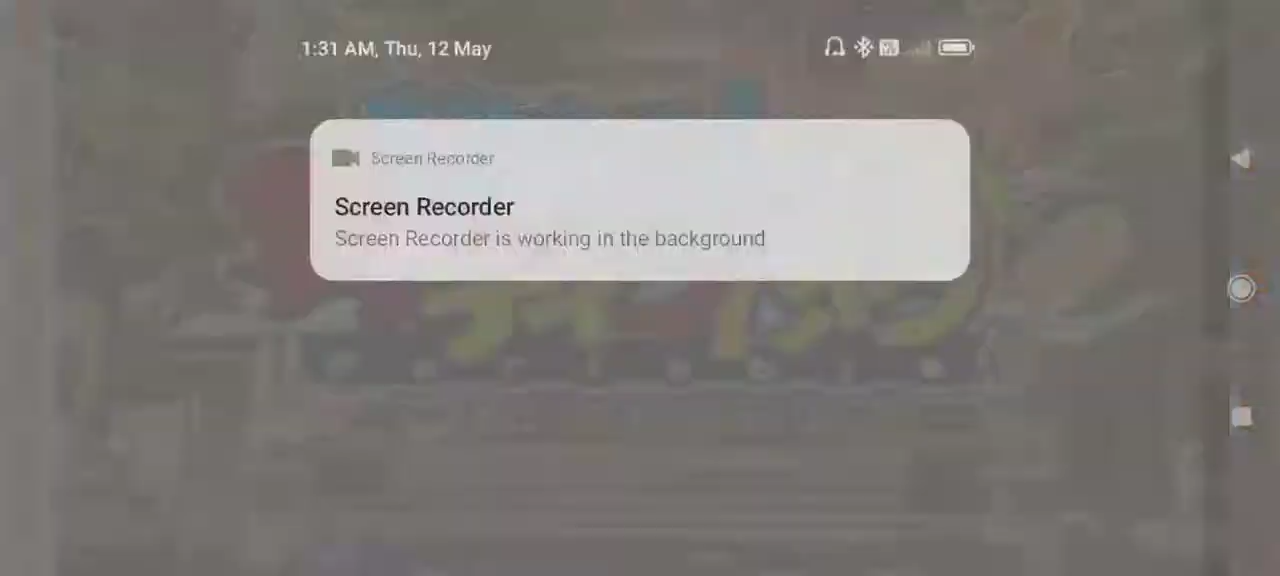 1:31 AM, Thu, 12 May
Screen Recorder
Screen Recorder
Screen Recorder is working in the background